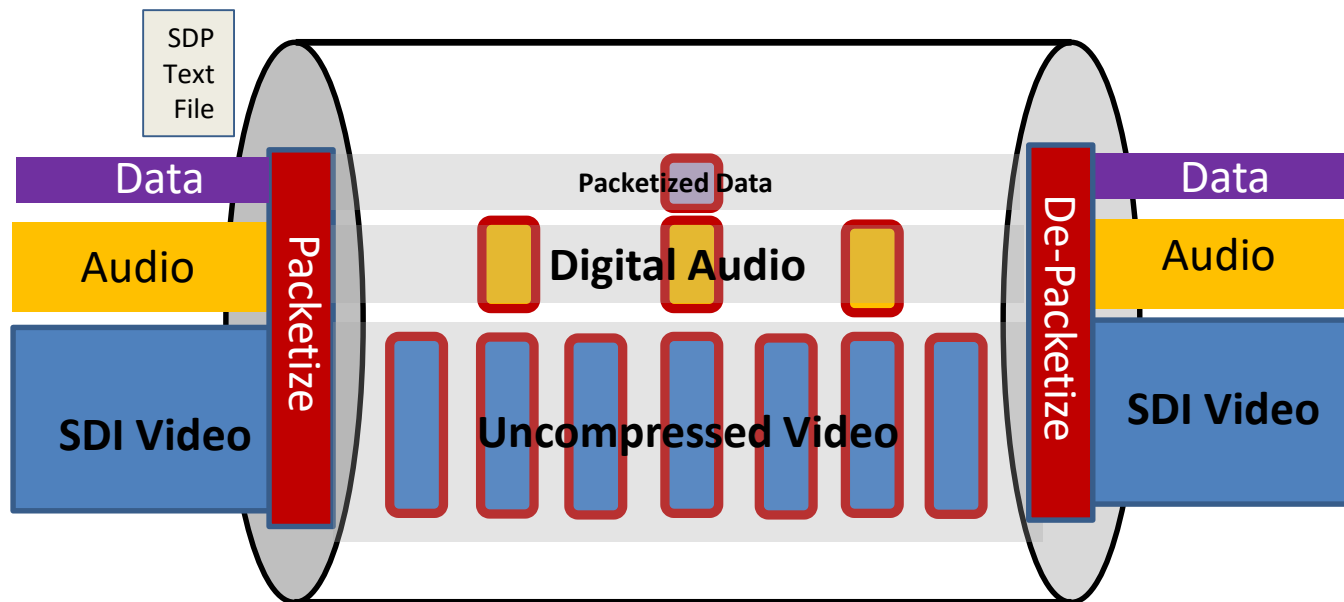 SDP
Text
File
Data
Audio
SDI Video
Packetize
Packetized Data
Digital Audio
Uncompressed Video
De-Packetize
Data
Audio
SDI Video